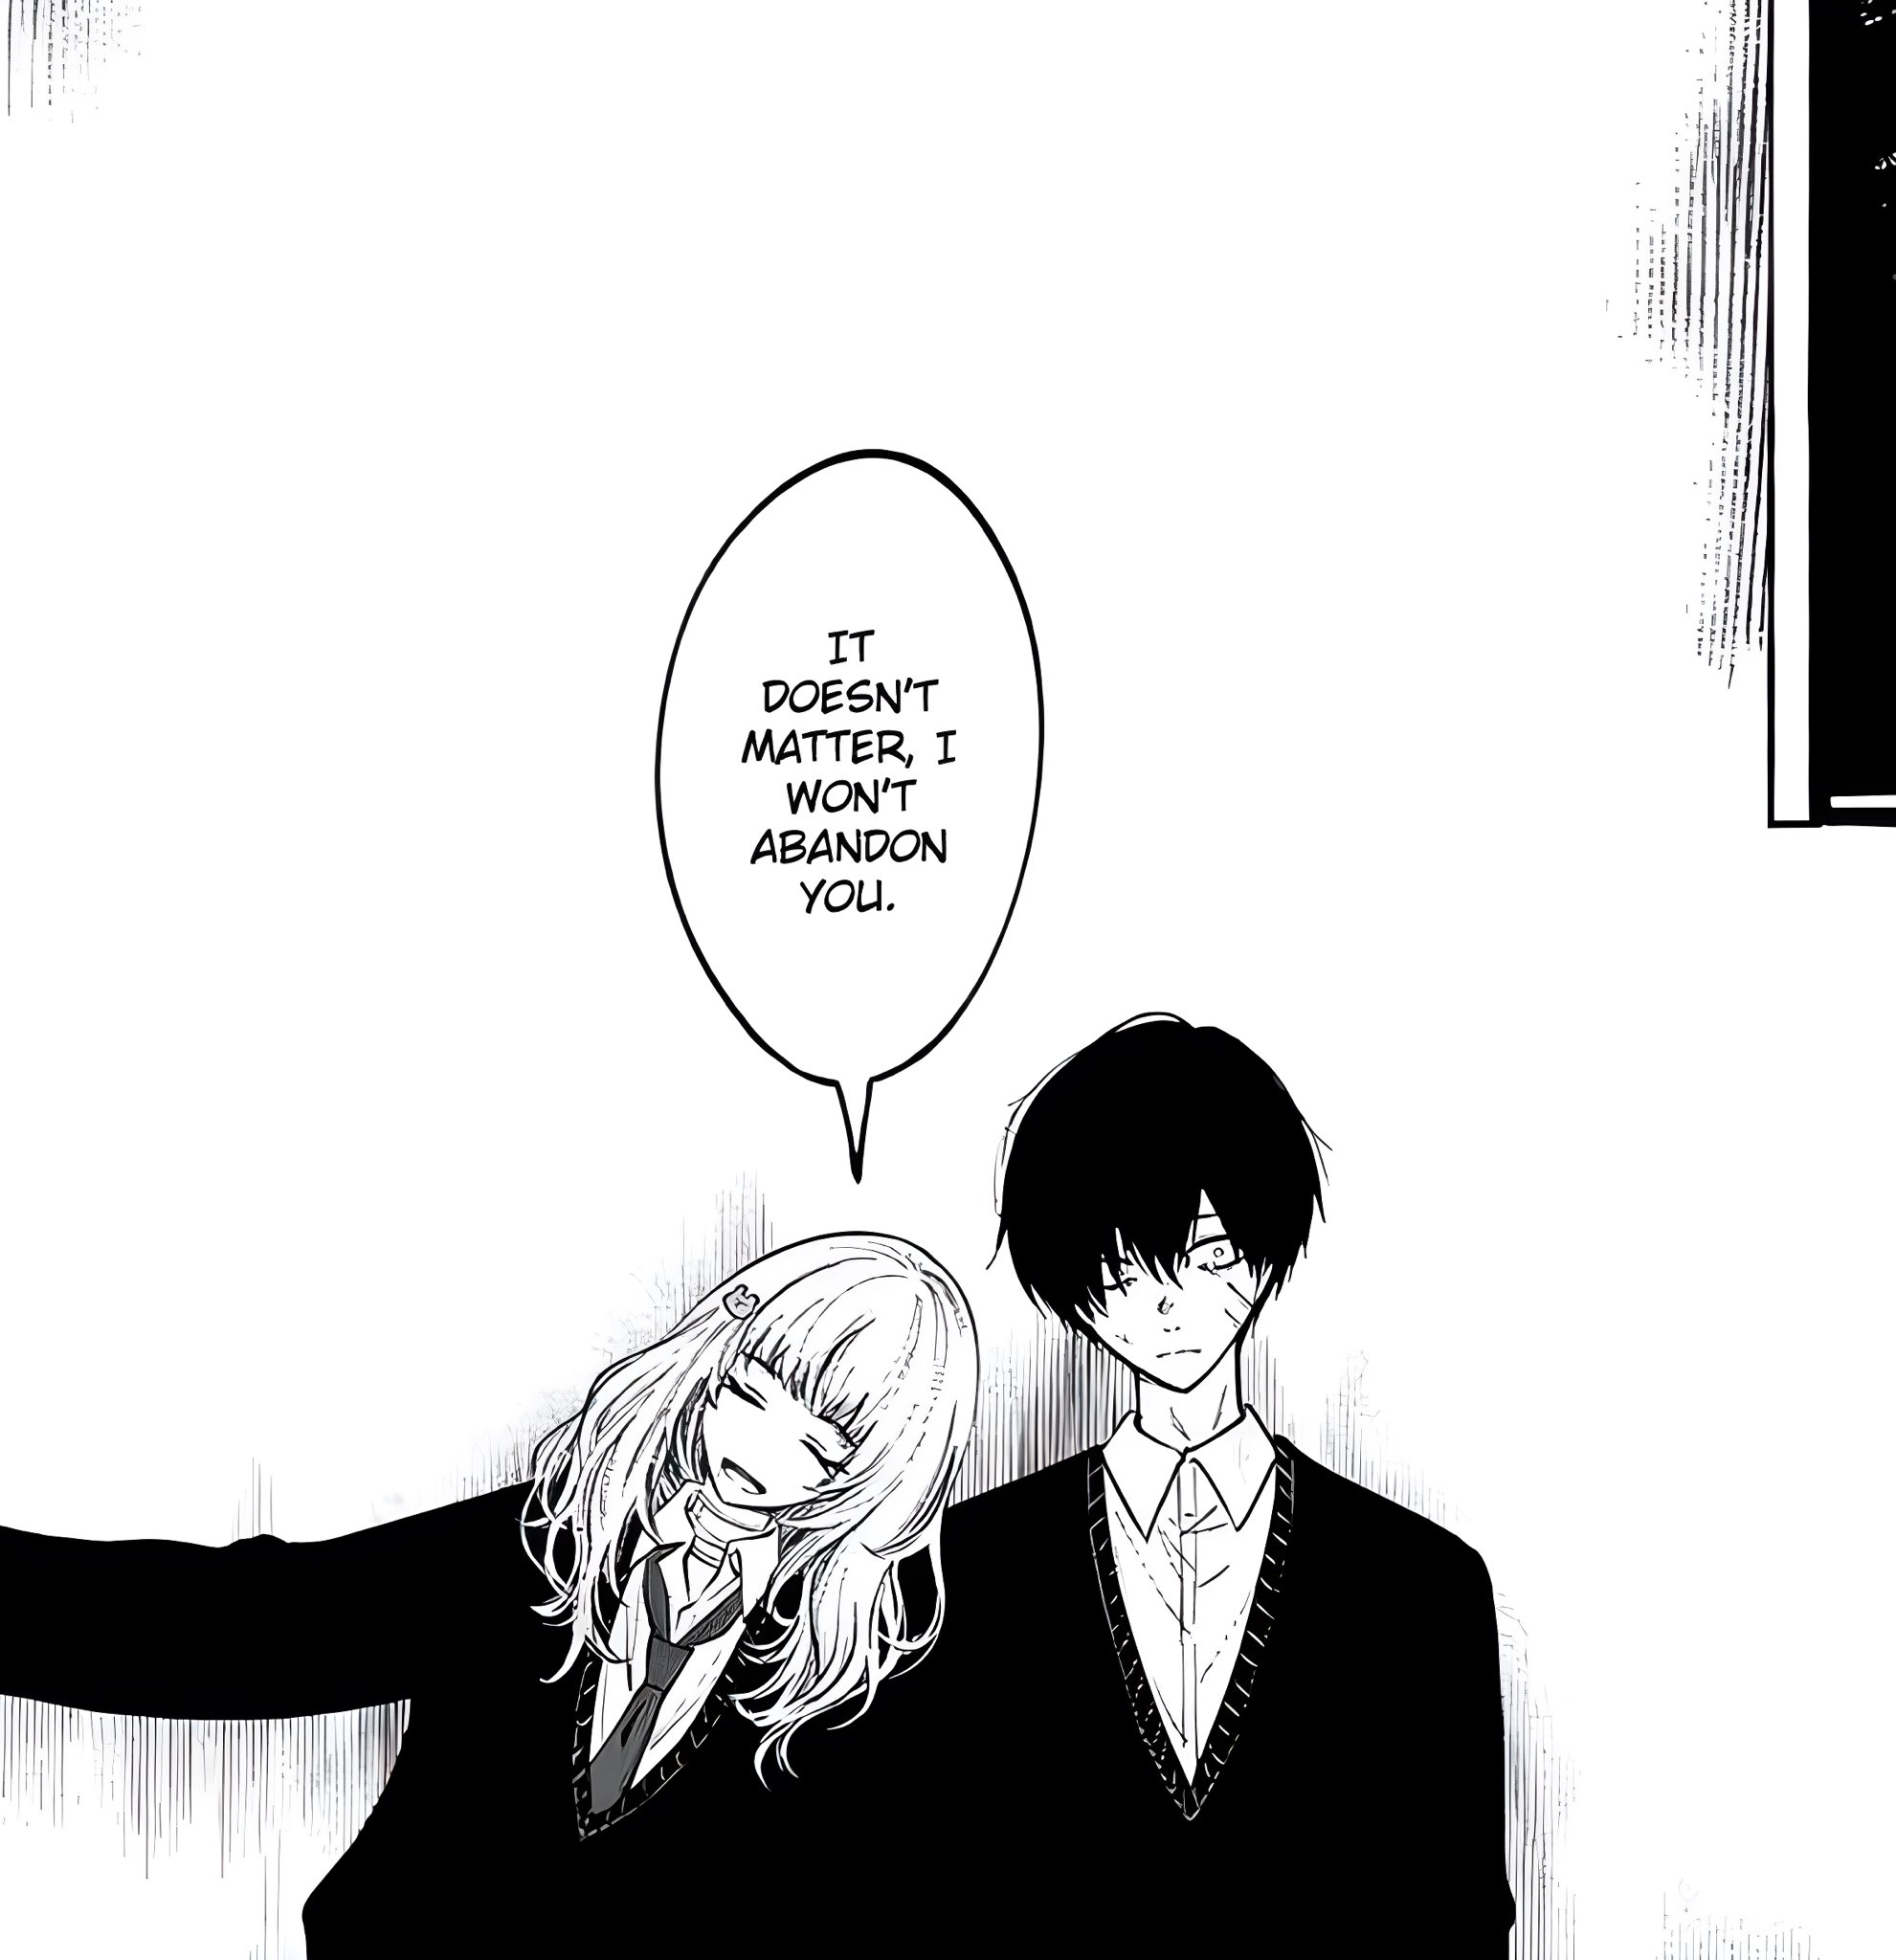 IT
DOESN'T
MATTER, I
WON'T
ABANDON
YOU.